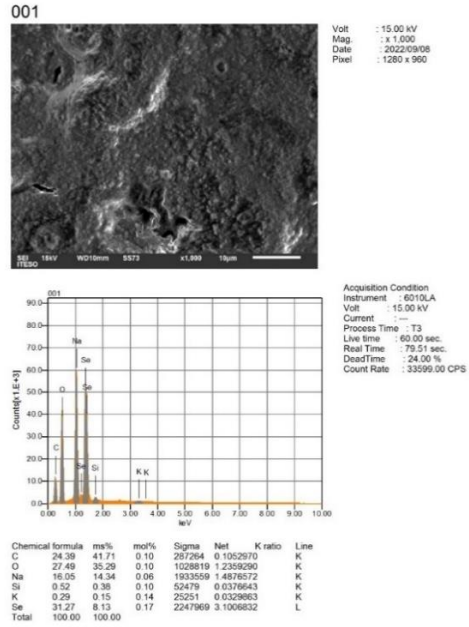 001
Volt : 15.00 kV
Mag. : x 1,000
Date : 2022/09/08
Pixel : 1280 x 960
SEI 15kV WD10mm SS73 x1,000 10µm
ITESO
Acquisition Condition
Instrument : 6010LA
Volt : 15.00 kV
Current : ---
Process Time : T3
Live time : 60.00 sec.
Real Time : 79.51 sec.
DeadTime : 24.00 %
Count Rate : 33599.00 CPS
001
90.0
80.0
70.0
60.0
50.0
40.0
30.0
20.0
10.0
0.0
Counts[x1.E+3]
C
O
Na
Se
Se
Se
Si
K K
0.00 1.00 2.00 3.00 4.00 5.00 6.00 7.00 8.00 9.00 10.00
keV
Chemical formula ms% mol% Sigma Net K ratio Line
C 24.39 41.71 0.10 287264 0.1052970 K
O 27.49 35.29 0.10 1028819 1.2359290 K
Na 16.05 14.34 0.06 1933559 1.4876572 K
Si 0.52 0.38 0.10 52479 0.0376643 K
K 0.29 0.15 0.14 25251 0.0329863 K
Se 31.27 8.13 0.17 2247969 3.1006832 L
Total 100.00 100.00